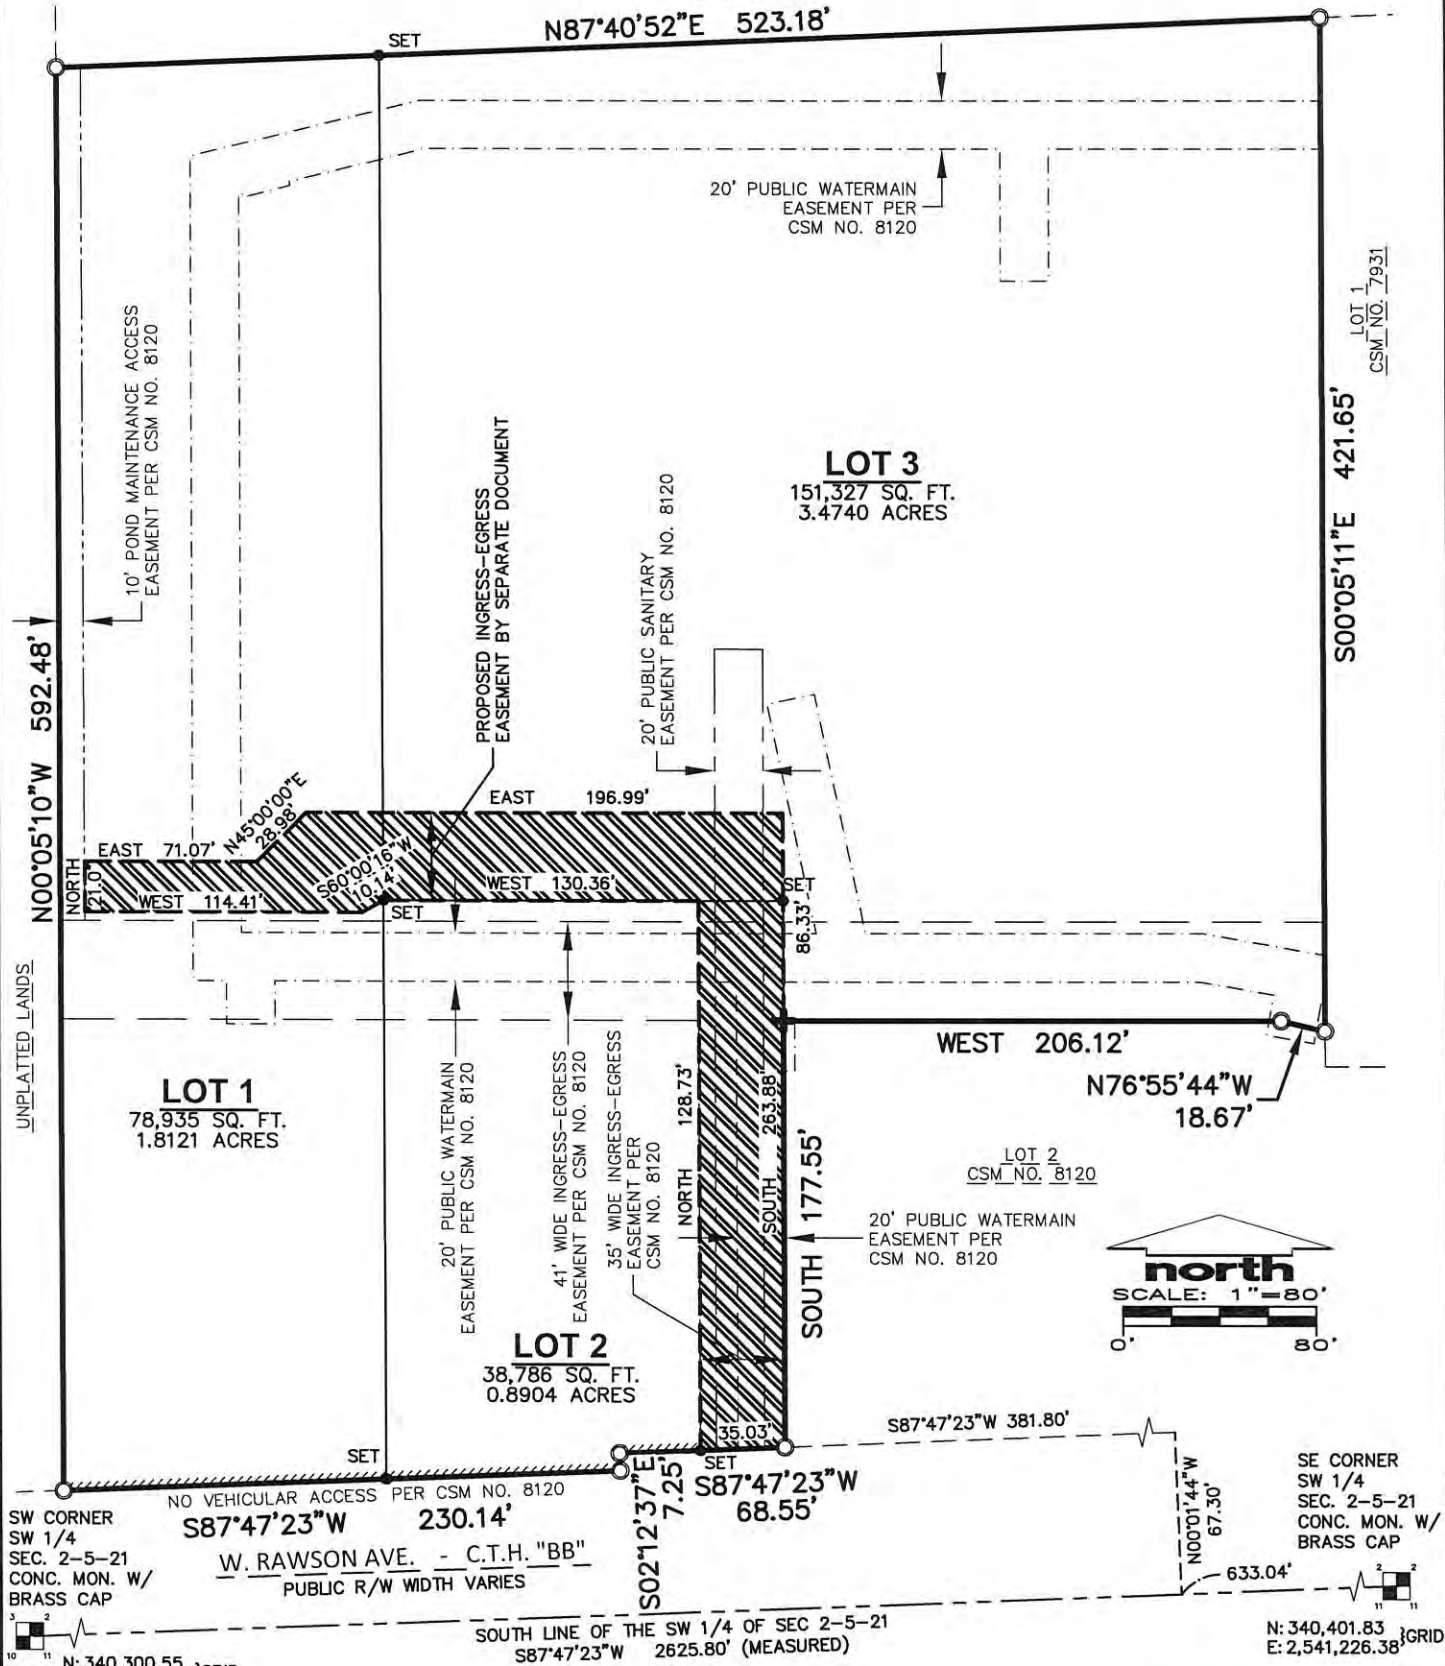 N87°40'52"E 523.18'
SET
20' PUBLIC WATERMAIN
EASEMENT PER
CSM NO. 8120
LOT 1
CSM NO. 7931
10' POND MAINTENANCE ACCESS
EASEMENT PER CSM NO. 8120
PROPOSED INGRESS-EGRESS
EASEMENT BY SEPARATE DOCUMENT
LOT 3
151,327 SQ. FT.
3.4740 ACRES
20' PUBLIC SANITARY
EASEMENT PER CSM NO. 8120
S00°05'11"E 421.65'
N00°05'10"W 592.48'
EAST 196.99'
N45°00'00"E
28.98'
EAST 71.07'
NORTH
21.0'
WEST 114.41'
S60°00'16"W
10.14'
WEST 130.36'
SET
SET
86.33'
UNPLATTED LANDS
WEST 206.12'
N76°55'44"W
18.67'
LOT 1
78,935 SQ. FT.
1.8121 ACRES
20' PUBLIC WATERMAIN
EASEMENT PER CSM NO. 8120
41' WIDE INGRESS-EGRESS
EASEMENT PER CSM NO. 8120
35' WIDE INGRESS-EGRESS
EASEMENT PER
CSM NO. 8120
NORTH 128.73'
SOUTH 263.88'
SOUTH 177.55'
LOT 2
CSM NO. 8120
20' PUBLIC WATERMAIN
EASEMENT PER
CSM NO. 8120
north
SCALE: 1"=80'
0' 80'
LOT 2
38,786 SQ. FT.
0.8904 ACRES
35.03'
S87°47'23"W 381.80'
SET
SET
NO VEHICULAR ACCESS PER CSM NO. 8120
S87°47'23"W 230.14'
S02°12'37"E
7.25'
S87°47'23"W
68.55'
N00°01'44"W
67.30'
SE CORNER
SW 1/4
SEC. 2-5-21
CONC. MON. W/
BRASS CAP
SW CORNER
SW 1/4
SEC. 2-5-21
CONC. MON. W/
BRASS CAP
W. RAWSON AVE. - C.T.H. "BB"
PUBLIC R/W WIDTH VARIES
633.04'
2 2
11 11
3 2
10 11
SOUTH LINE OF THE SW 1/4 OF SEC 2-5-21
S87°47'23"W 2625.80' (MEASURED)
N: 340,401.83
E: 2,541,226.38 }GRID
N: 340,300.55